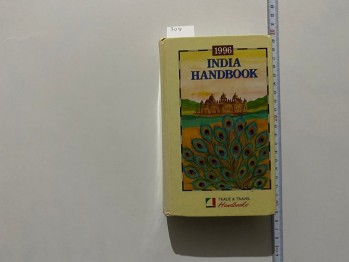 1996
INDIA
HANDBOOK
TRADE & TRAVEL
Handbooks